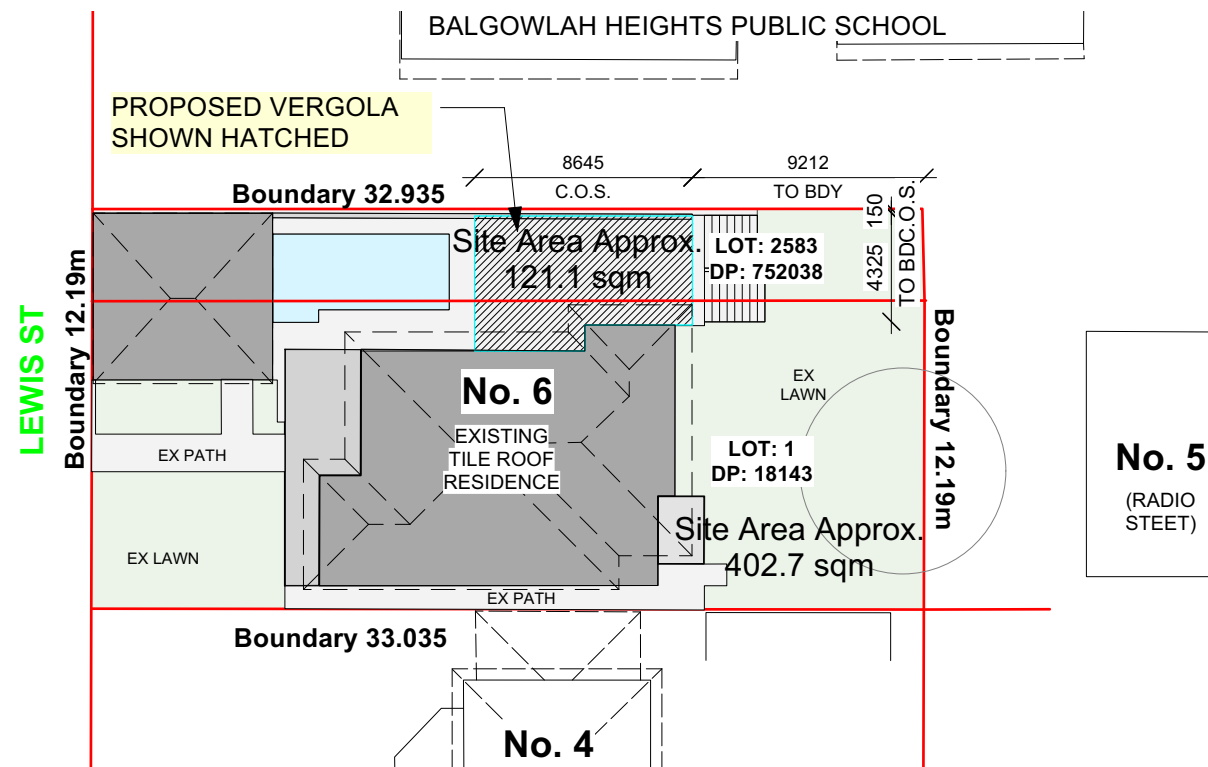 BALGOWLAH HEIGHTS PUBLIC SCHOOL
PROPOSED VERGOLA
SHOWN HATCHED
8645
C.O.S.
9212
TO BDY
Boundary 32.935
150
C.O.S.
4325
TO BD
Site Area Approx.
121.1 sqm
LOT: 2583
DP: 752038
LEWIS ST
Boundary 12.19m
Boundary 12.19m
No. 6
EXISTING
TILE ROOF
RESIDENCE
EX
LAWN
LOT: 1
DP: 18143
EX PATH
No. 5
(RADIO
STEET)
Site Area Approx.
402.7 sqm
EX LAWN
EX PATH
Boundary 33.035
No. 4